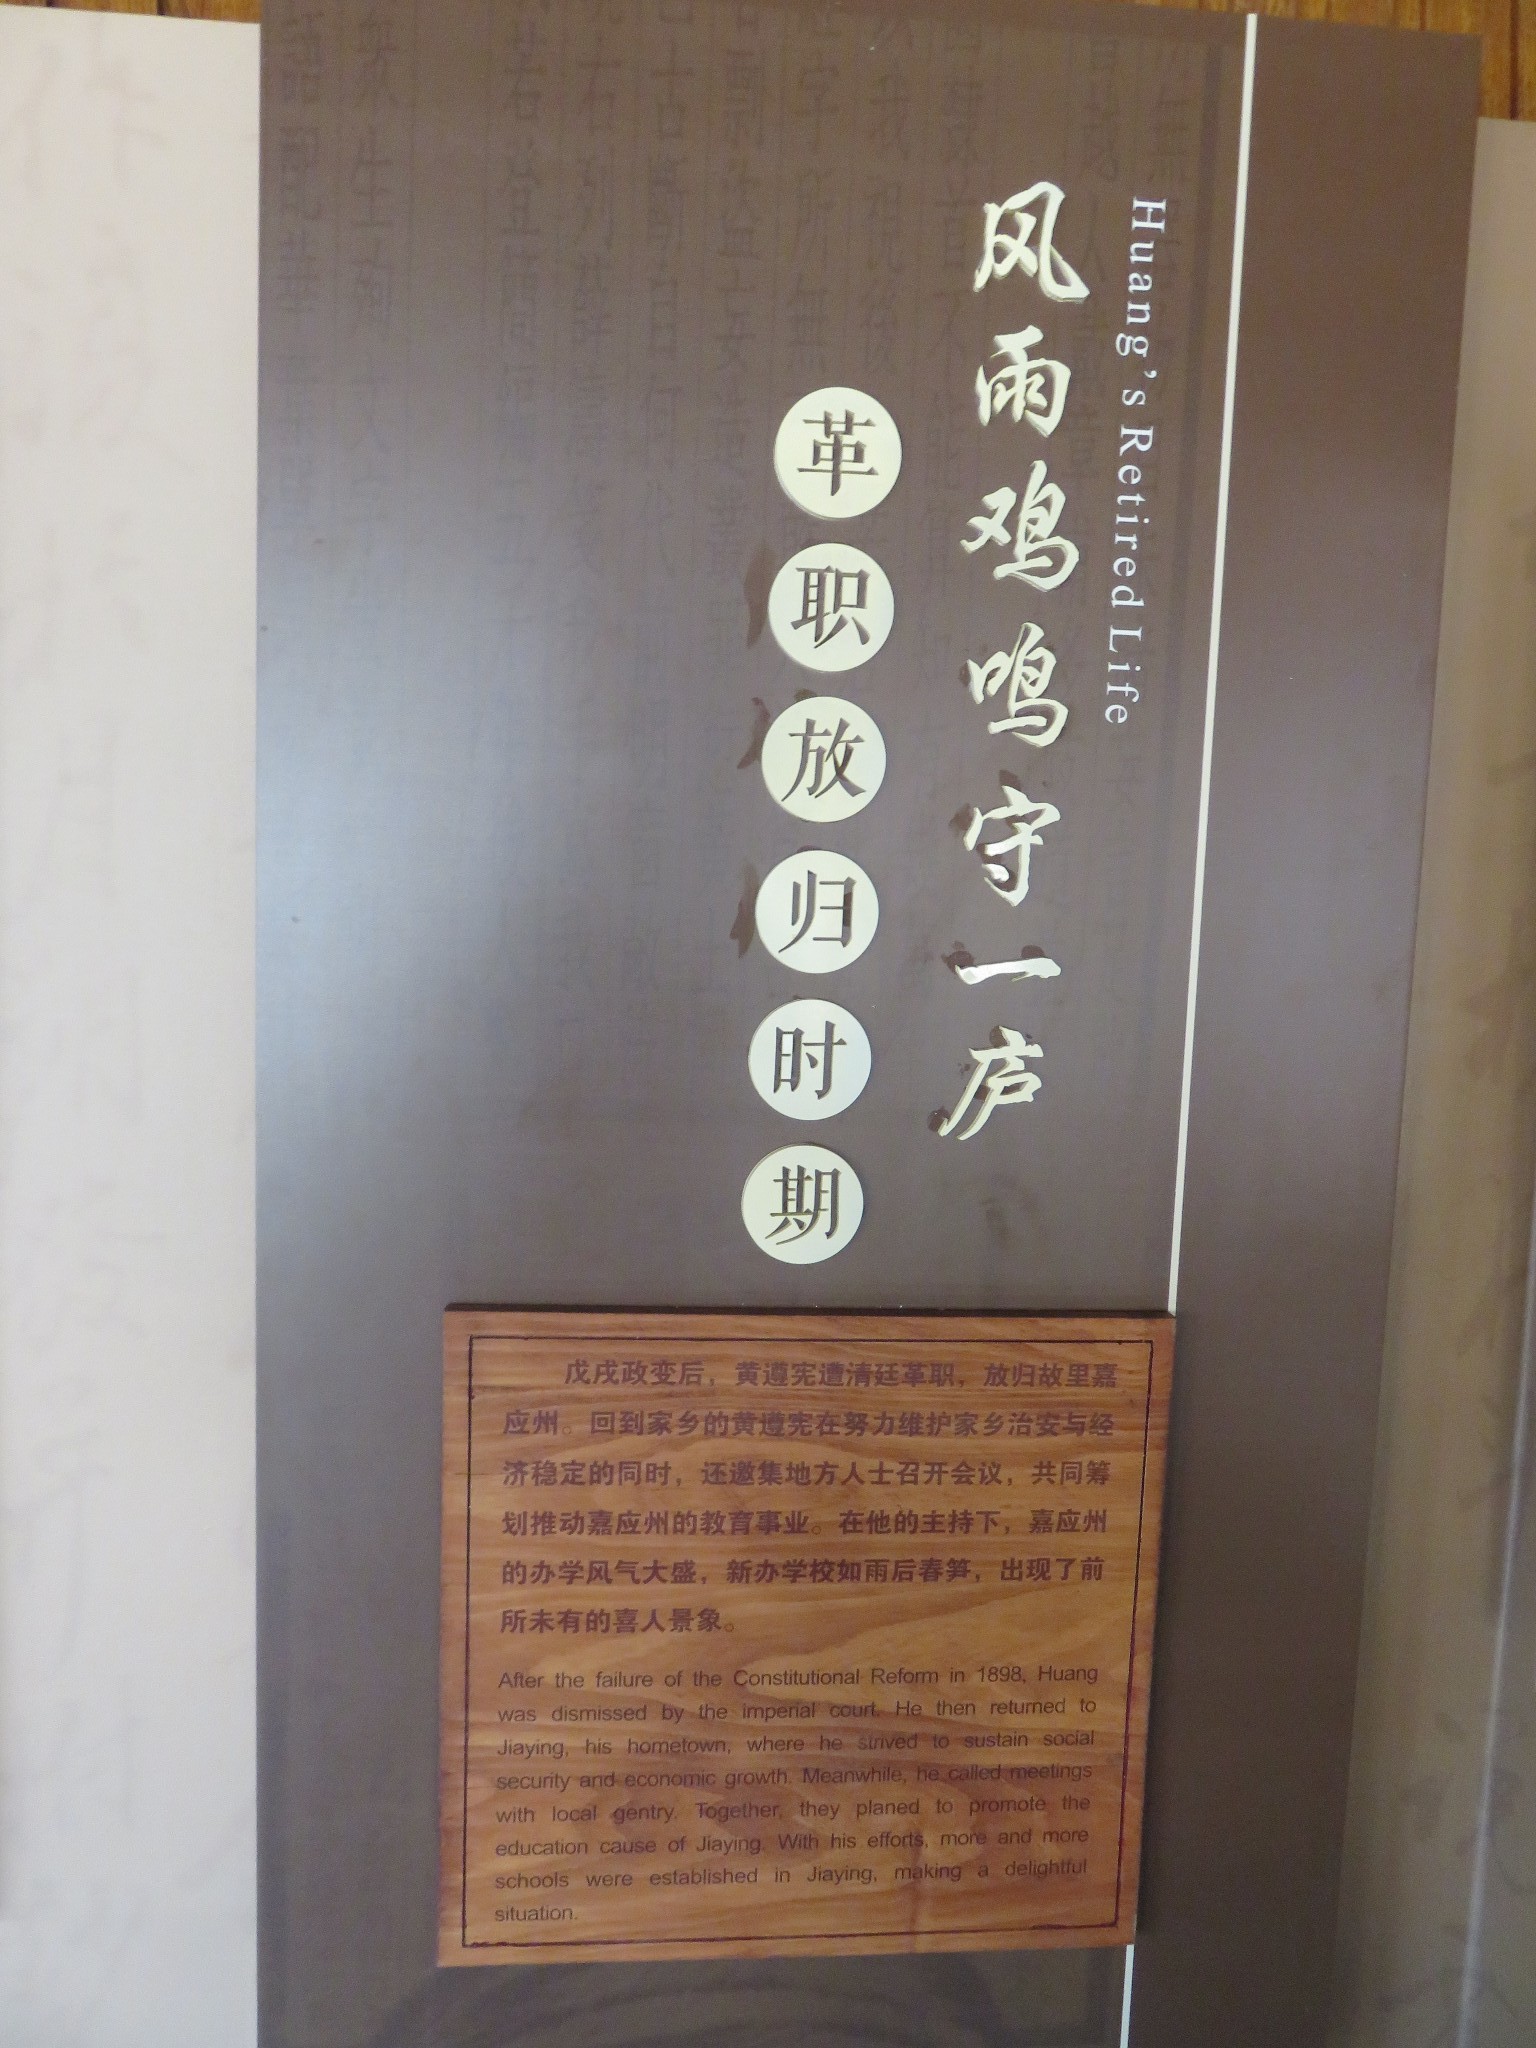 Huang's Retired Life
风雨鸡鸣守一庐
革职放归时期
戊戌政变后，黄遵宪遭清廷革职，放归故里嘉
应州。回到家乡的黄遵宪在努力维护家乡治安与经
济稳定的同时，还邀集地方人士召开会议，共同筹
划推动嘉应州的教育事业。在他的主持下，嘉应州
的办学风气大盛，新办学校如雨后春笋，出现了前
所未有的喜人景象。
After the failure of the Constitutional Reform in 1898, Huang
was dismissed by the imperial court. He then returned to
Jiaying, his hometown, where he strived to sustain social
security and economic growth. Meanwhile, he called meetings
with local gentry. Together, they planed to promote the
education cause of Jiaying. With his efforts, more and more
schools were established in Jiaying, making a delightful
situation.